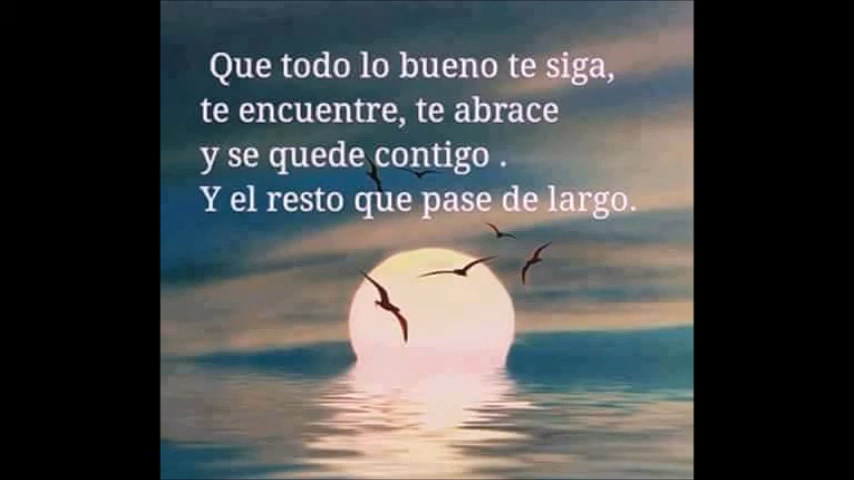 Que todo lo bueno te siga,
te encuentre, te abrace
y se quede contigo .
Y el resto que pase de largo.